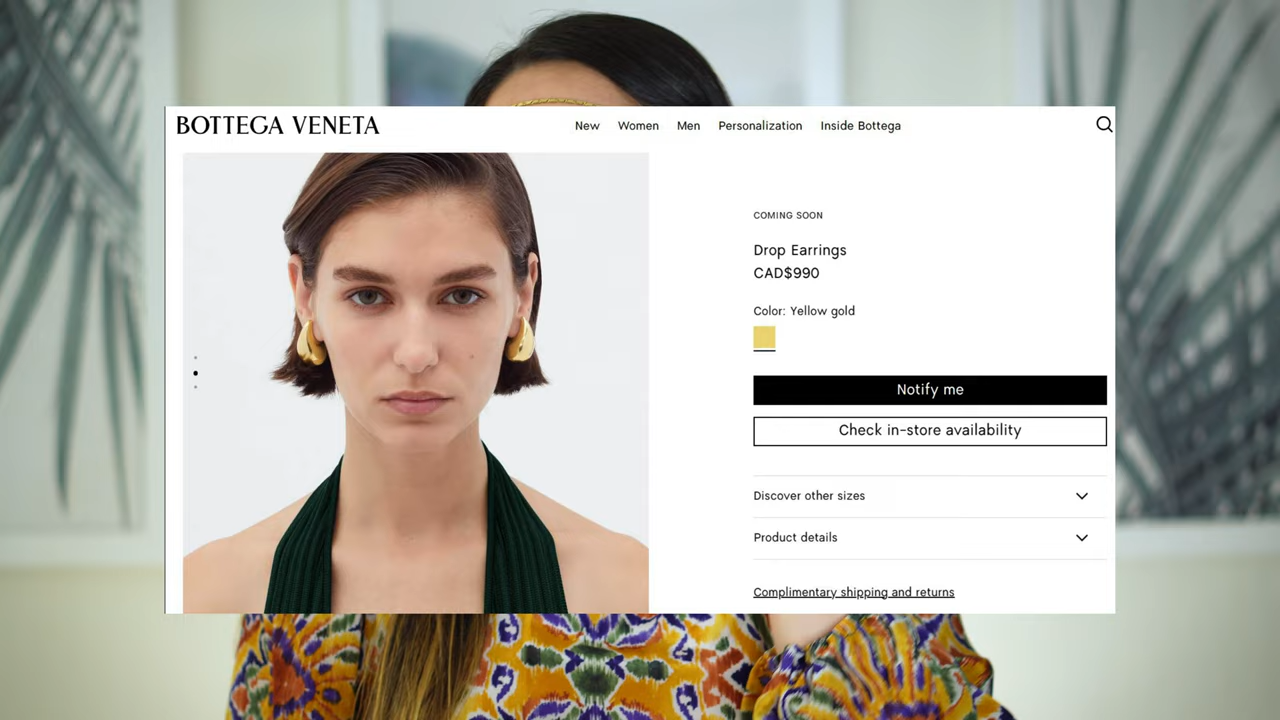 BOTTEGA VENETA
New Women Men Personalization Inside Bottega
COMING SOON
Drop Earrings
CAD$990
Color: Yellow gold
Notify me
Check in-store availability
Discover other sizes
Product details
Complimentary shipping and returns